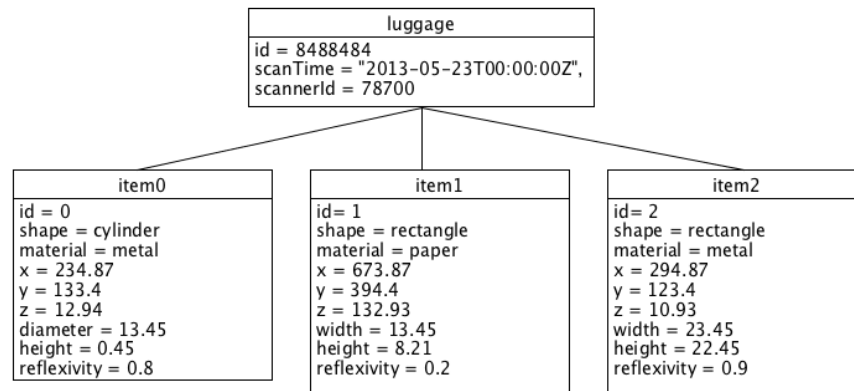 luggage
id = 8488484
scanTime = "2013-05-23T00:00:00Z",
scannerId = 78700
item0
id = 0
shape = cylinder
material = metal
x = 234.87
y = 133.4
z = 12.94
diameter = 13.45
height = 0.45
reflexivity = 0.8
item1
id= 1
shape = rectangle
material = paper
x = 673.87
y = 394.4
z = 132.93
width = 13.45
height = 8.21
reflexivity = 0.2
item2
id= 2
shape = rectangle
material = metal
x = 294.87
y = 123.4
z = 10.93
width = 23.45
height = 22.45
reflexivity = 0.9